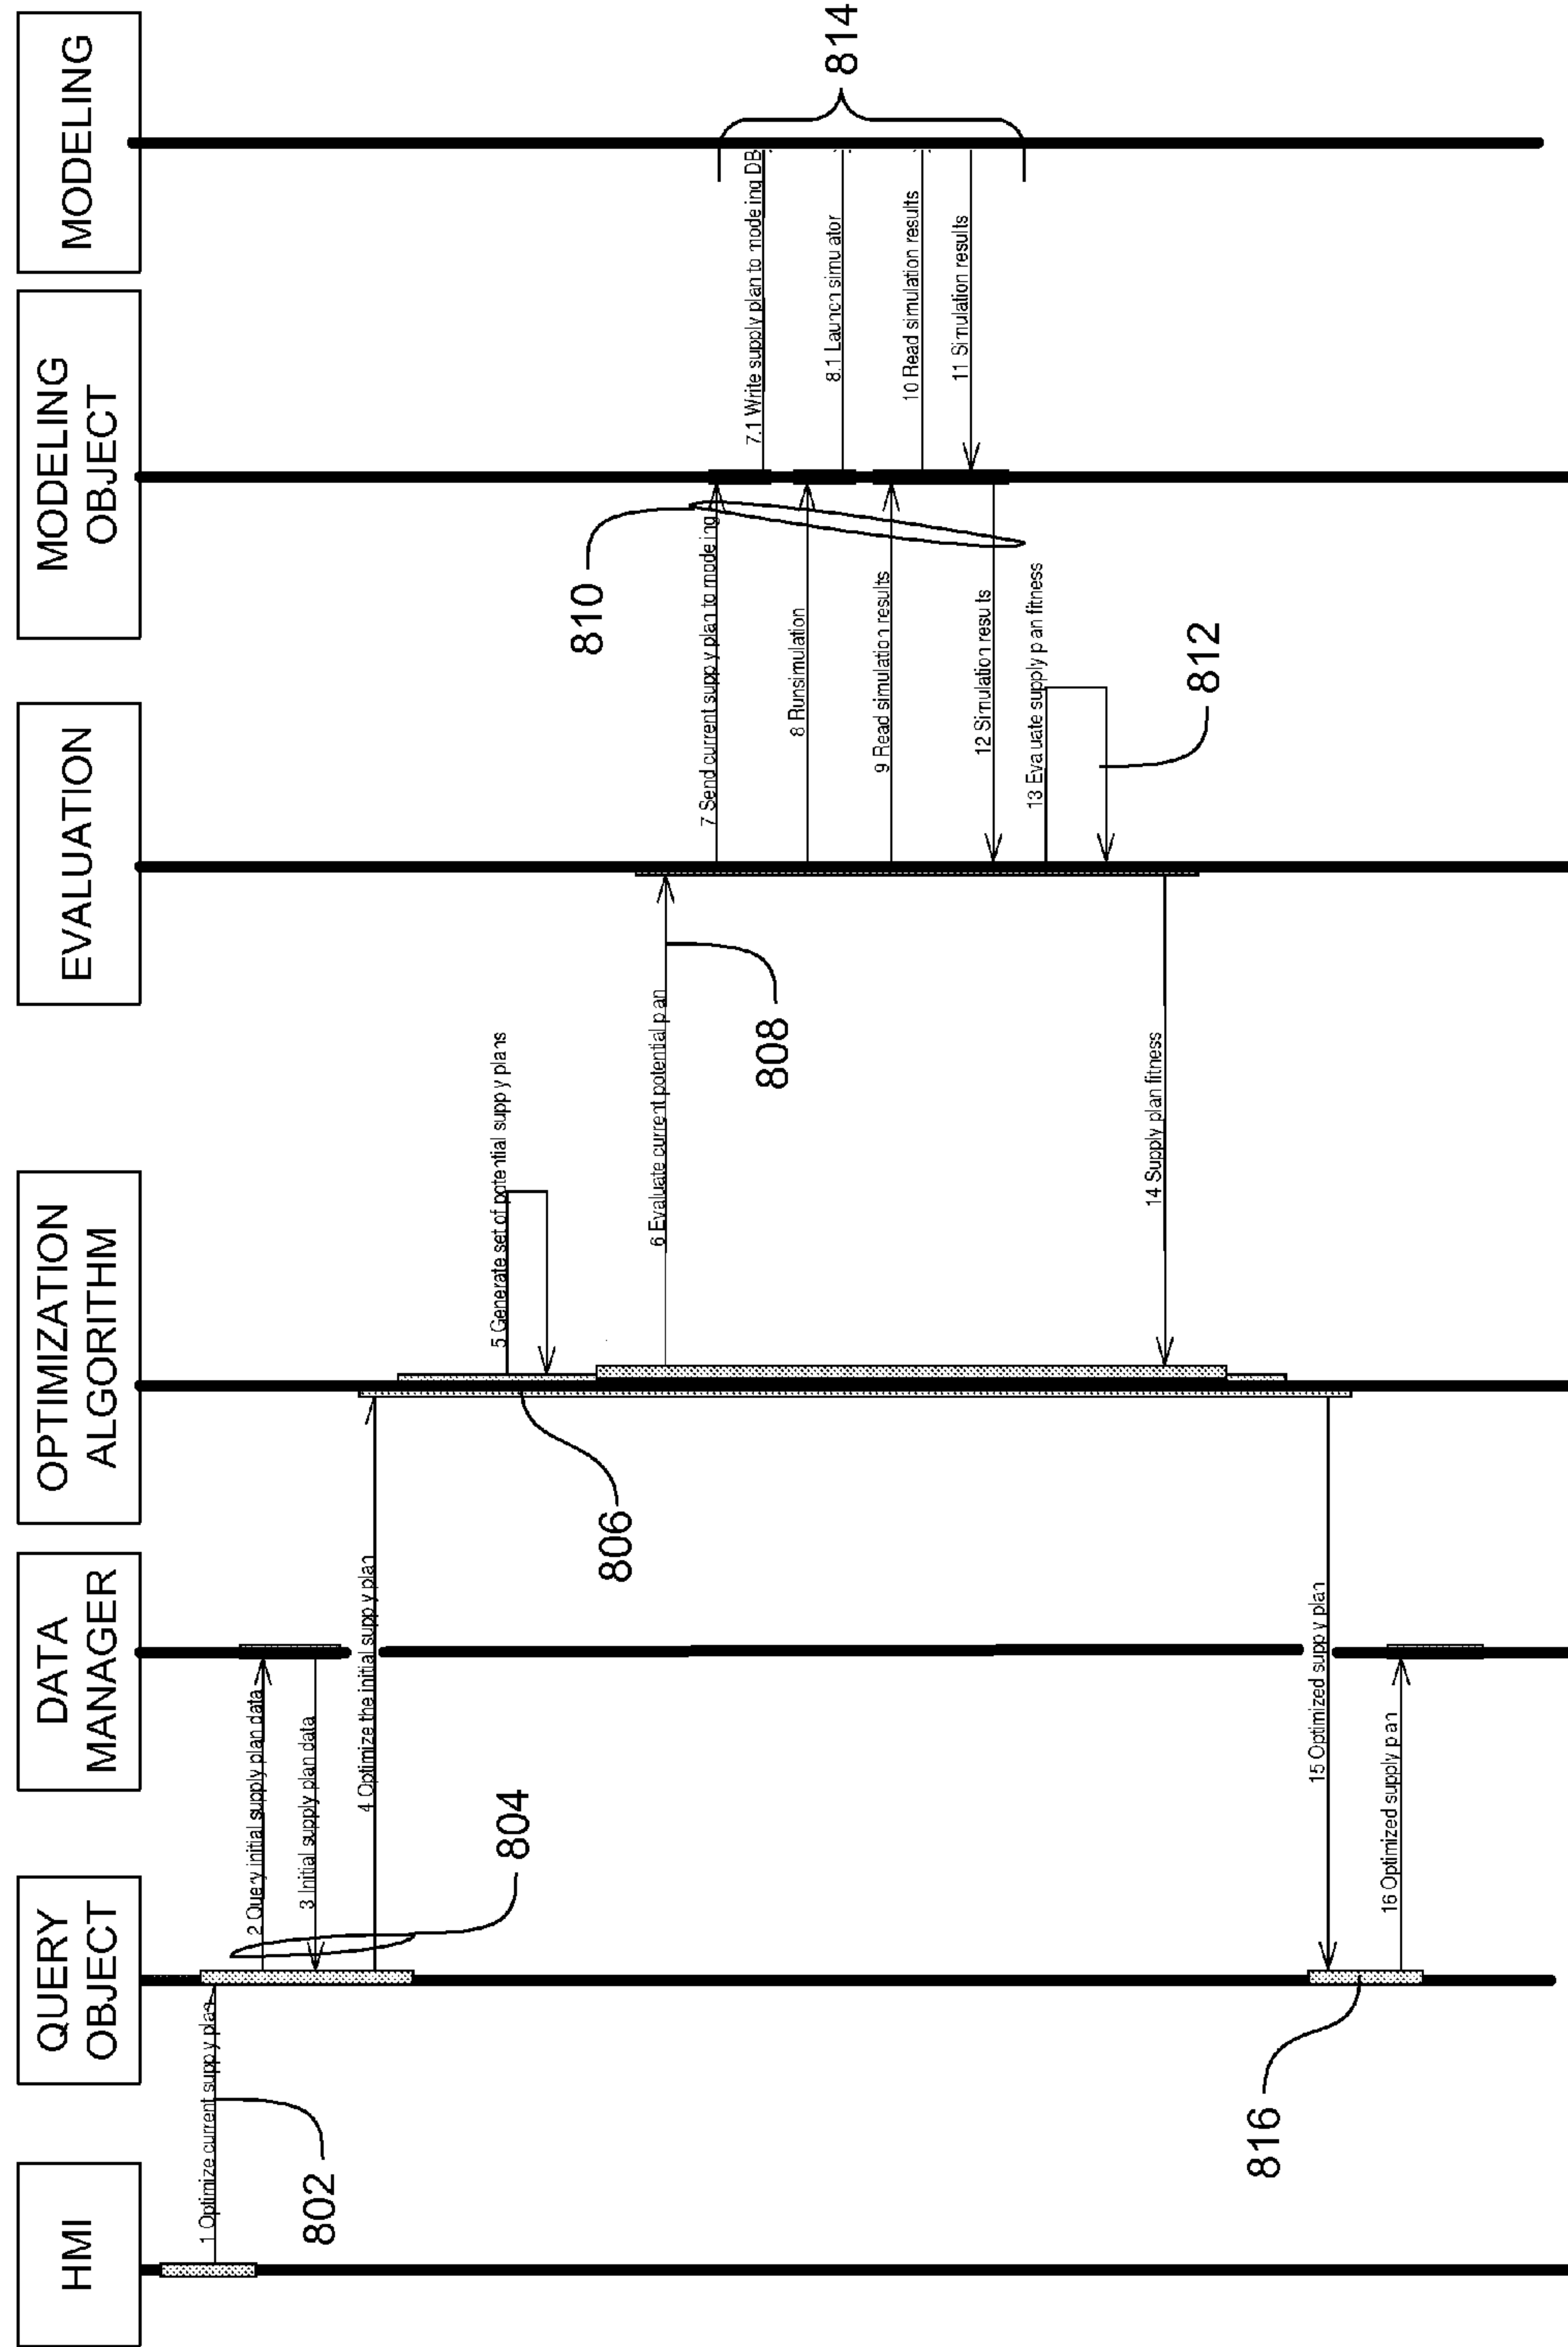 HMI
QUERY
OBJECT
DATA
MANAGER
OPTIMIZATION
ALGORITHM
EVALUATION
MODELING
OBJECT
MODELING
1 Optimize current supply plan
802
2 Query initial supply plan data
3 Initial supply plan data
804
4 Optimize the initial supply plan
5 Generate set of potential supply plans
806
6 Evaluate current potential plan
808
7 Send current supply plan to modeling
810
7.1 Write supply plan to modeling DB
8 Runsimulation
8.1 Launch simulator
814
9 Read simulation results
10 Read simulation results
11 Simulation results
12 Simulation results
13 Evaluate supply plan fitness
812
14 Supply plan fitness
15 Optimized supply plan
816
16 Optimized supply plan